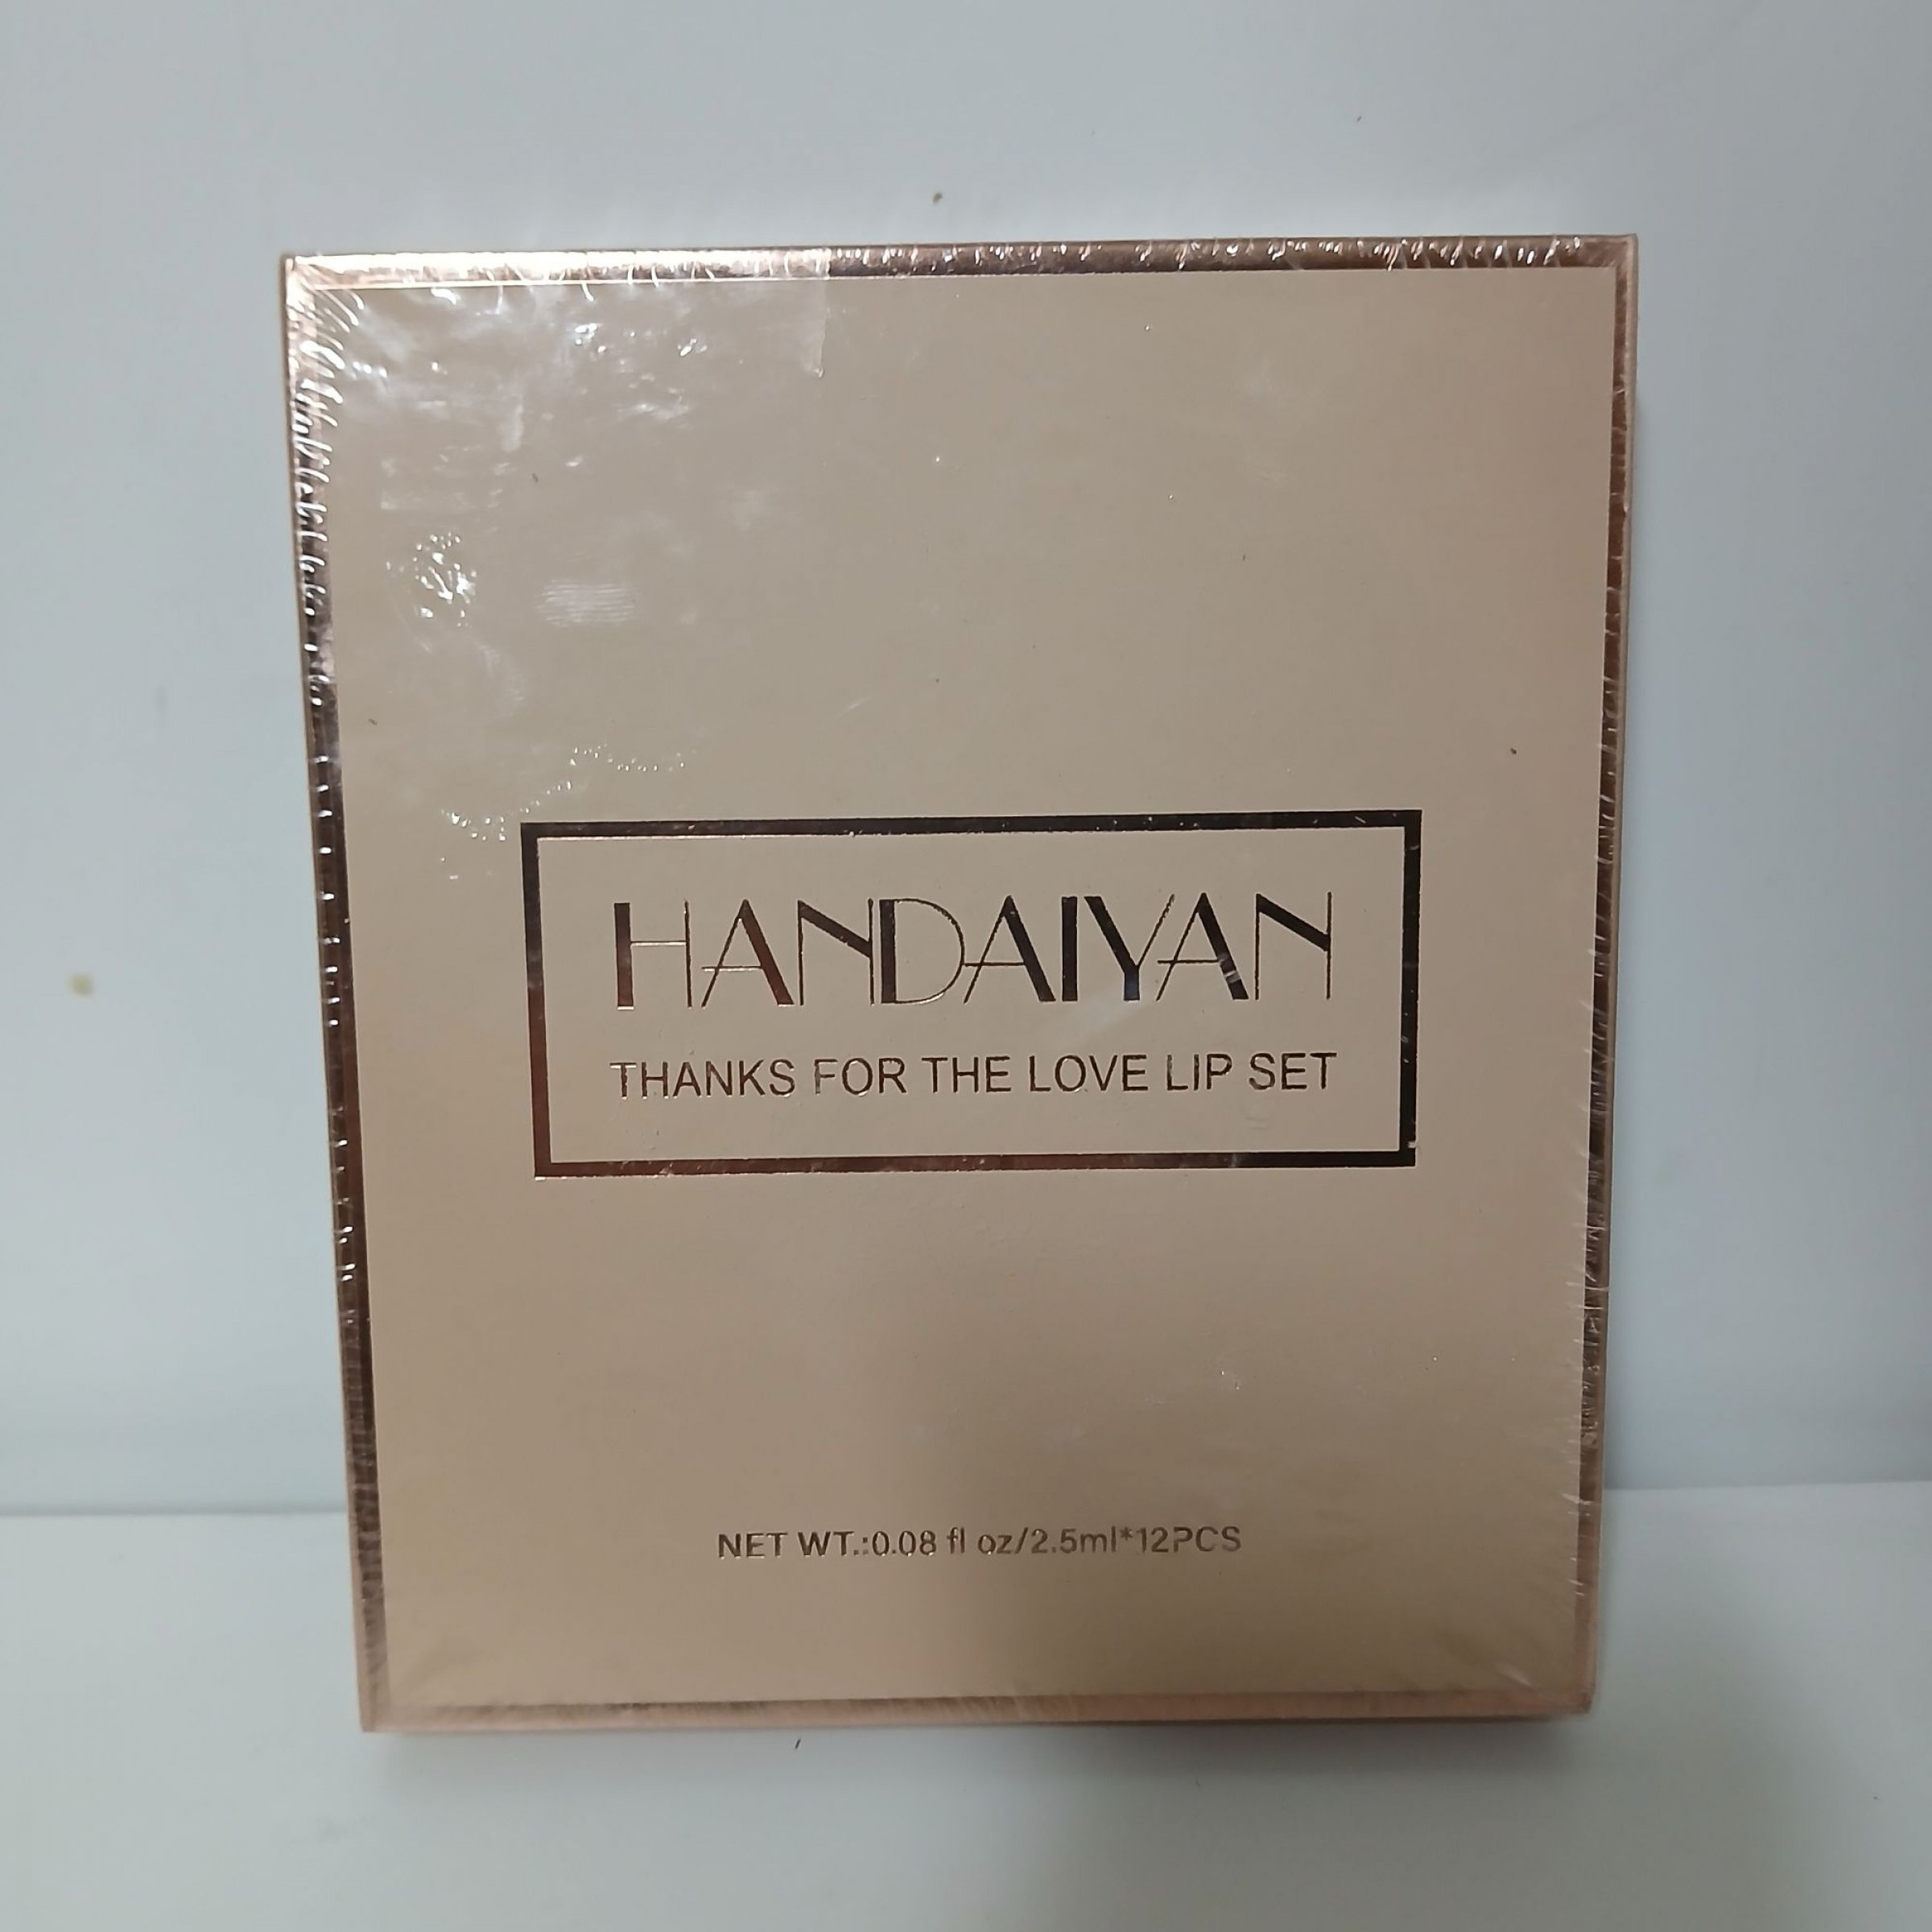 HANDAIYAN
THANKS FOR THE LOVE LIP SET
NET WT.:0.08 fl oz/2.5ml*12PCS